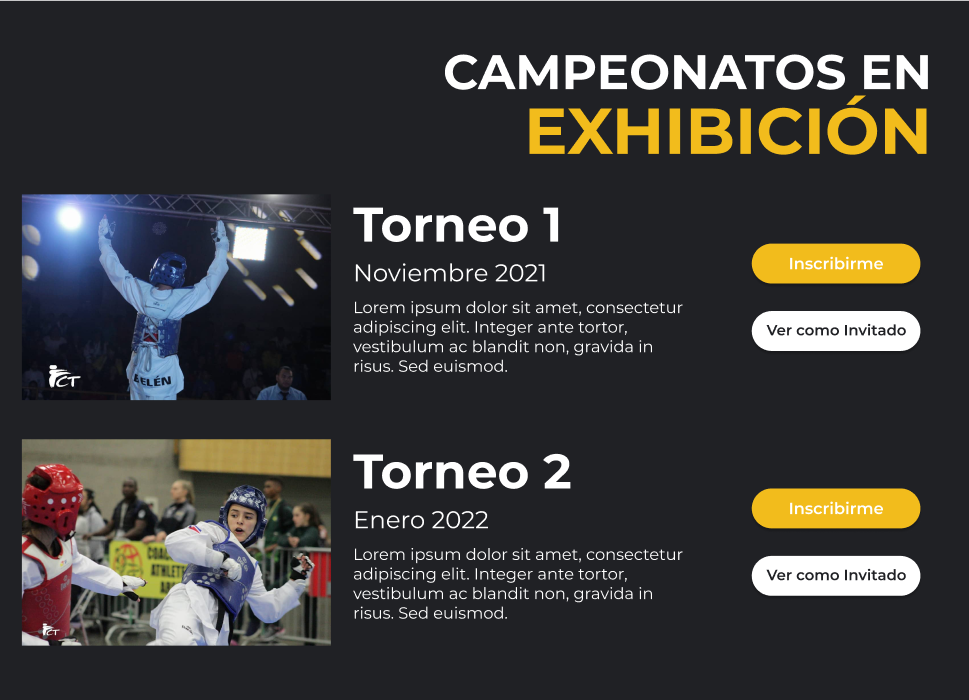 CAMPEONATOS EN
EXHIBICIÓN
Torneo 1
Noviembre 2021
Lorem ipsum dolor sit amet, consectetur
adipiscing elit. Integer ante tortor,
vestibulum ac blandit non, gravida in
risus. Sed euismod.
Inscribirme
Ver como Invitado
BELÉN
CT
Torneo 2
Enero 2022
Lorem ipsum dolor sit amet, consectetur
adipiscing elit. Integer ante tortor,
vestibulum ac blandit non, gravida in
risus. Sed euismod.
Inscribirme
Ver como Invitado
CT